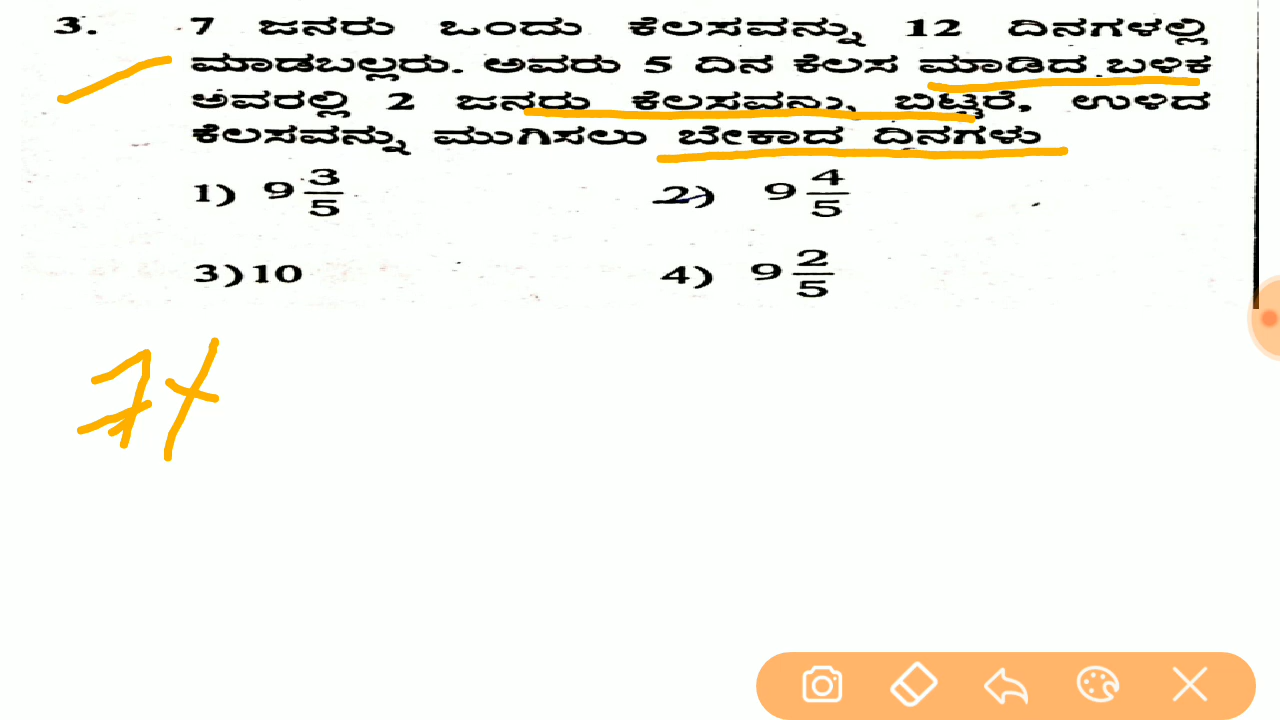 3. 7 ಜನರು ಒಂದು ಕೆಲಸವನ್ನು 12 ದಿನಗಳಲ್ಲಿ
ಮಾಡಬಲ್ಲರು. ಅವರು 5 ದಿನ ಕೆಲಸ ಮಾಡಿದ ಬಳಿಕ
ಅವರಲ್ಲಿ 2 ಜನರು ಕೆಲಸವನ್ನು ಬಿಟ್ಟರೆ, ಉಳಿದ
ಕೆಲಸವನ್ನು ಮುಗಿಸಲು ಬೇಕಾದ ದಿನಗಳು
1) 9 3/5 2) 9 4/5
3) 10 4) 9 2/5
7x